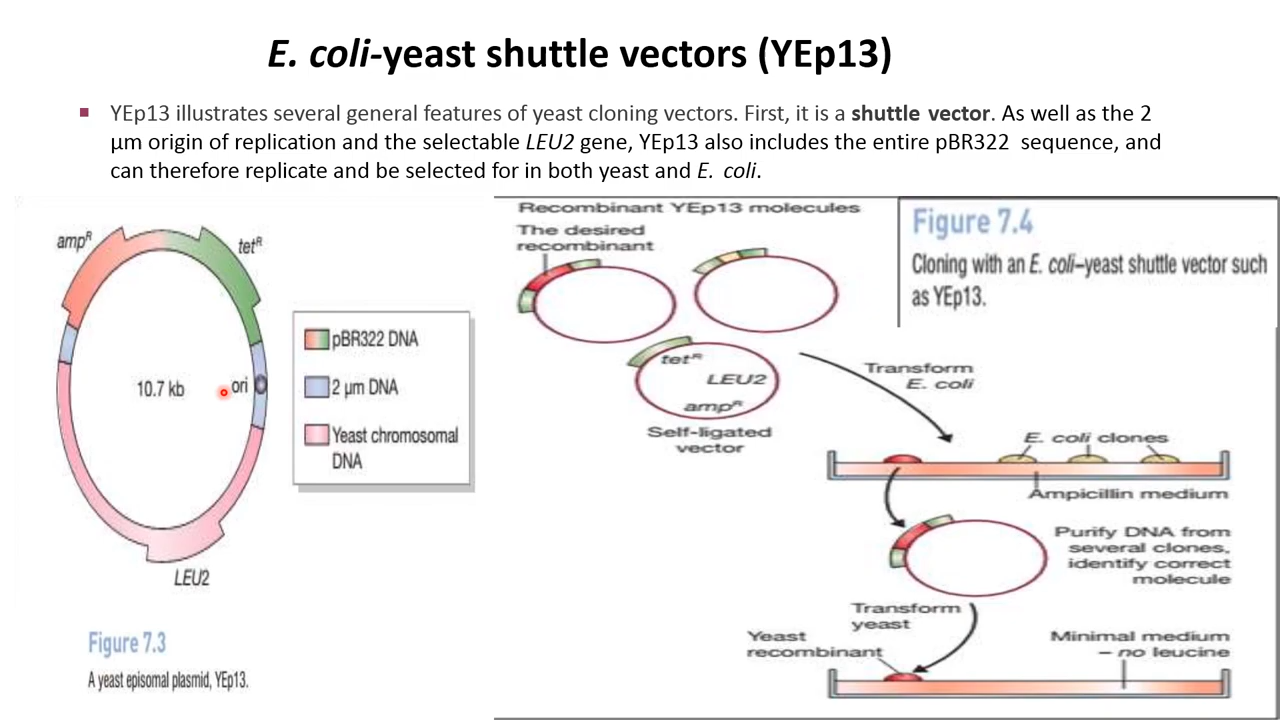 E. coli-yeast shuttle vectors (YEp13)
YEp13 illustrates several general features of yeast cloning vectors. First, it is a shuttle vector. As well as the 2
μm origin of replication and the selectable LEU2 gene, YEp13 also includes the entire pBR322 sequence, and
can therefore replicate and be selected for in both yeast and E. coli.
ampR
tetR
10.7 kb
ori
LEU2
pBR322 DNA
2 μm DNA
Yeast chromosomal
DNA
Figure 7.3
A yeast episomal plasmid, YEp13.
Recombinant YEp13 molecules
The desired
recombinant
tetR
LEU2
ampR
Self-ligated
vector
Figure 7.4
Cloning with an E. coli–yeast shuttle vector such
as YEp13.
Transform
E. coli
E. coli clones
Ampicillin medium
Purify DNA from
several clones,
identify correct
molecule
Transform
yeast
Yeast
recombinant
Minimal medium
– no leucine